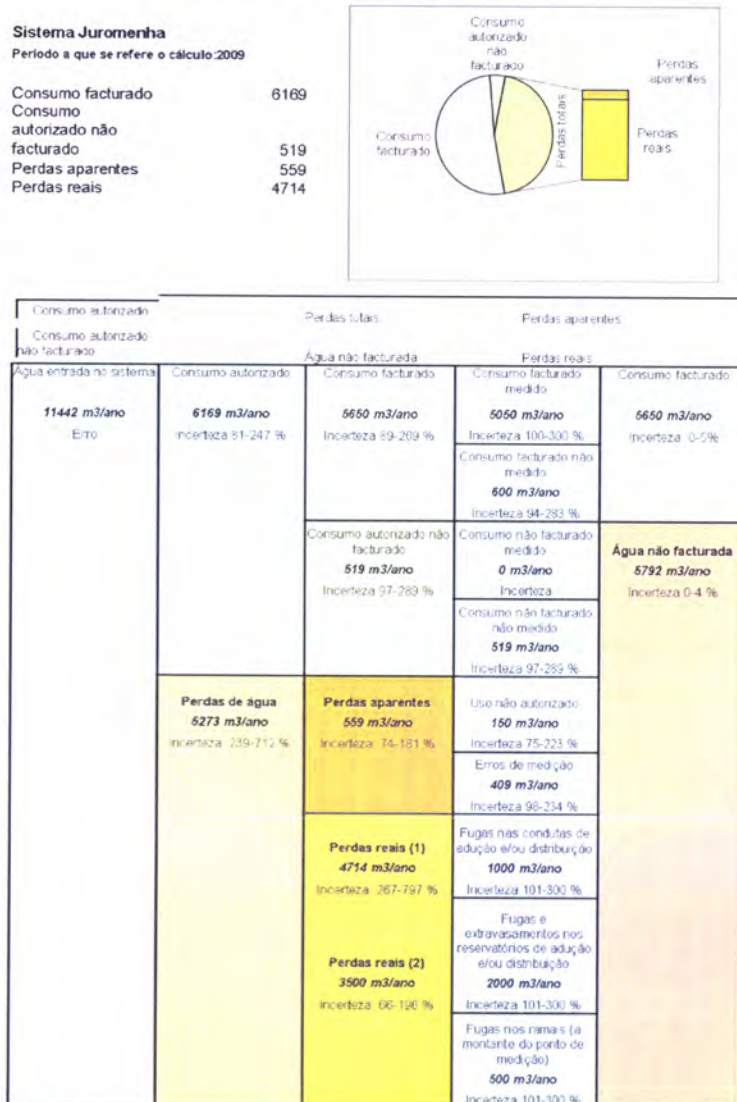 Sistema Juromenha
Período a que se refere o cálculo:2009
Consumo facturado 6169
Consumo
autorizado não
facturado 519
Perdas aparentes 559
Perdas reais 4714
Consumo
autorizado
não
facturado
Perdas
aparentes
Consumo
facturado
Perdas totais
Perdas
reais
Consumo autorizado
Perdas totais
Perdas aparentes
Consumo autorizado
não facturado
Água não facturada
Perdas reais
Água entrada no sistema
11442 m3/ano
Erro
Consumo autorizado
6169 m3/ano
Incerteza 81-247 %
Consumo facturado
5650 m3/ano
Incerteza 89-269 %
Consumo facturado
medido
5050 m3/ano
Incerteza 100-300 %
Consumo facturado
5650 m3/ano
Incerteza 0-5%
Consumo facturado não
medido
600 m3/ano
Incerteza 94-283 %
Consumo autorizado não
facturado
519 m3/ano
Incerteza 97-289 %
Consumo não facturado
medido
0 m3/ano
Incerteza
Água não facturada
5792 m3/ano
Incerteza 0-4 %
Consumo não facturado
não medido
519 m3/ano
Incerteza 97-289 %
Perdas de água
5273 m3/ano
Incerteza 239-712 %
Perdas aparentes
559 m3/ano
Incerteza 74-181 %
Uso não autorizado
150 m3/ano
Incerteza 75-223 %
Erros de medição
409 m3/ano
Incerteza 98-234 %
Perdas reais (1)
4714 m3/ano
Incerteza 267-797 %
Fugas nas condutas de
adução e/ou distribuição
1000 m3/ano
Incerteza 101-300 %
Perdas reais (2)
3500 m3/ano
Incerteza 66-196 %
Fugas e
extravasamentos nos
reservatórios de adução
e/ou distribuição
2000 m3/ano
Incerteza 101-300 %
Fugas nos ramais (a
montante do ponto de
medição)
500 m3/ano
Incerteza 101-300 %